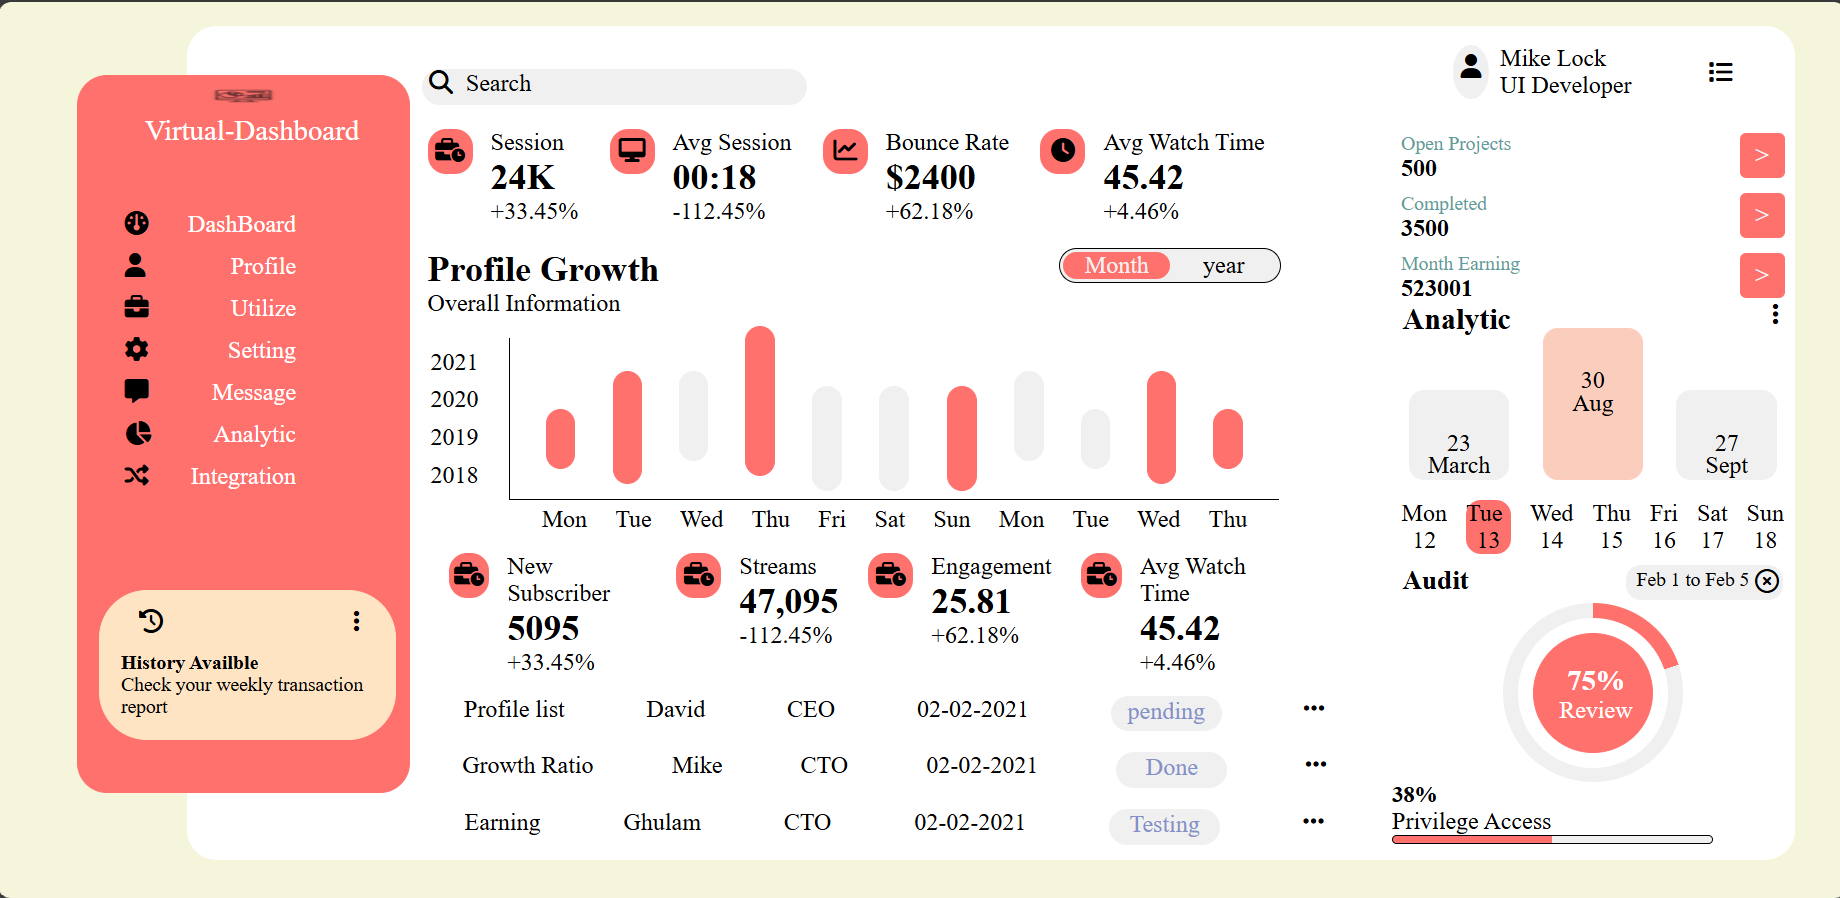 Virtual-Dashboard
DashBoard
Profile
Utilize
Setting
Message
Analytic
Integration
History Availble
Check your weekly transaction
report
Search
Mike Lock
UI Developer
Session
24K
+33.45%
Avg Session
00:18
-112.45%
Bounce Rate
$2400
+62.18%
Avg Watch Time
45.42
+4.46%
Profile Growth
Overall Information
Month year
2021
2020
2019
2018
Mon Tue Wed Thu Fri Sat Sun Mon Tue Wed Thu
New
Subscriber
5095
+33.45%
Streams
47,095
-112.45%
Engagement
25.81
+62.18%
Avg Watch
Time
45.42
+4.46%
Profile list David CEO 02-02-2021 pending
Growth Ratio Mike CTO 02-02-2021 Done
Earning Ghulam CTO 02-02-2021 Testing
Open Projects
500
>
Completed
3500
>
Month Earning
523001
>
Analytic
23
March
30
Aug
27
Sept
Mon Tue Wed Thu Fri Sat Sun
12 13 14 15 16 17 18
Audit
Feb 1 to Feb 5
75%
Review
38%
Privilege Access